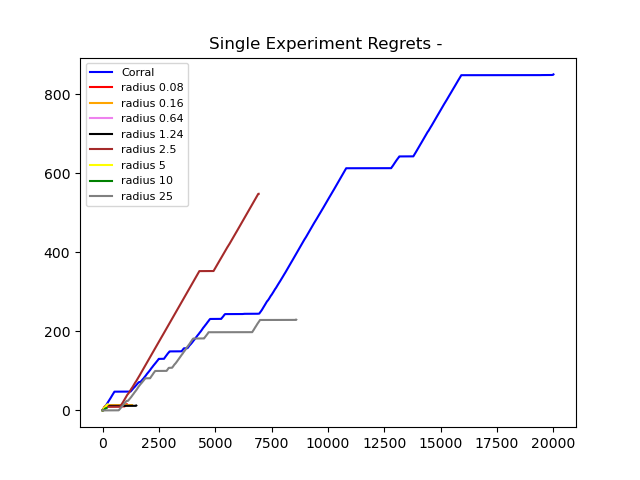 Single Experiment Regrets -
Corral
radius 0.08
radius 0.16
radius 0.64
radius 1.24
radius 2.5
radius 5
radius 10
radius 25
800
600
400
200
0
0 2500 5000 7500 10000 12500 15000 17500 20000